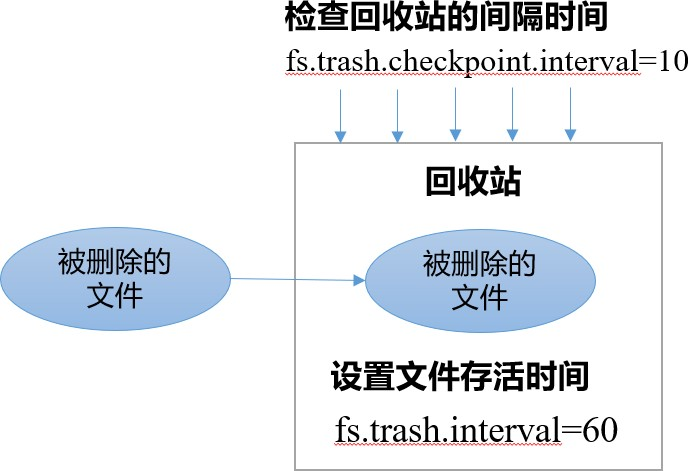 检查回收站的间隔时间
fs.trash.checkpoint.interval=10
回收站
被删除的
文件
被删除的
文件
设置文件存活时间
fs.trash.interval=60